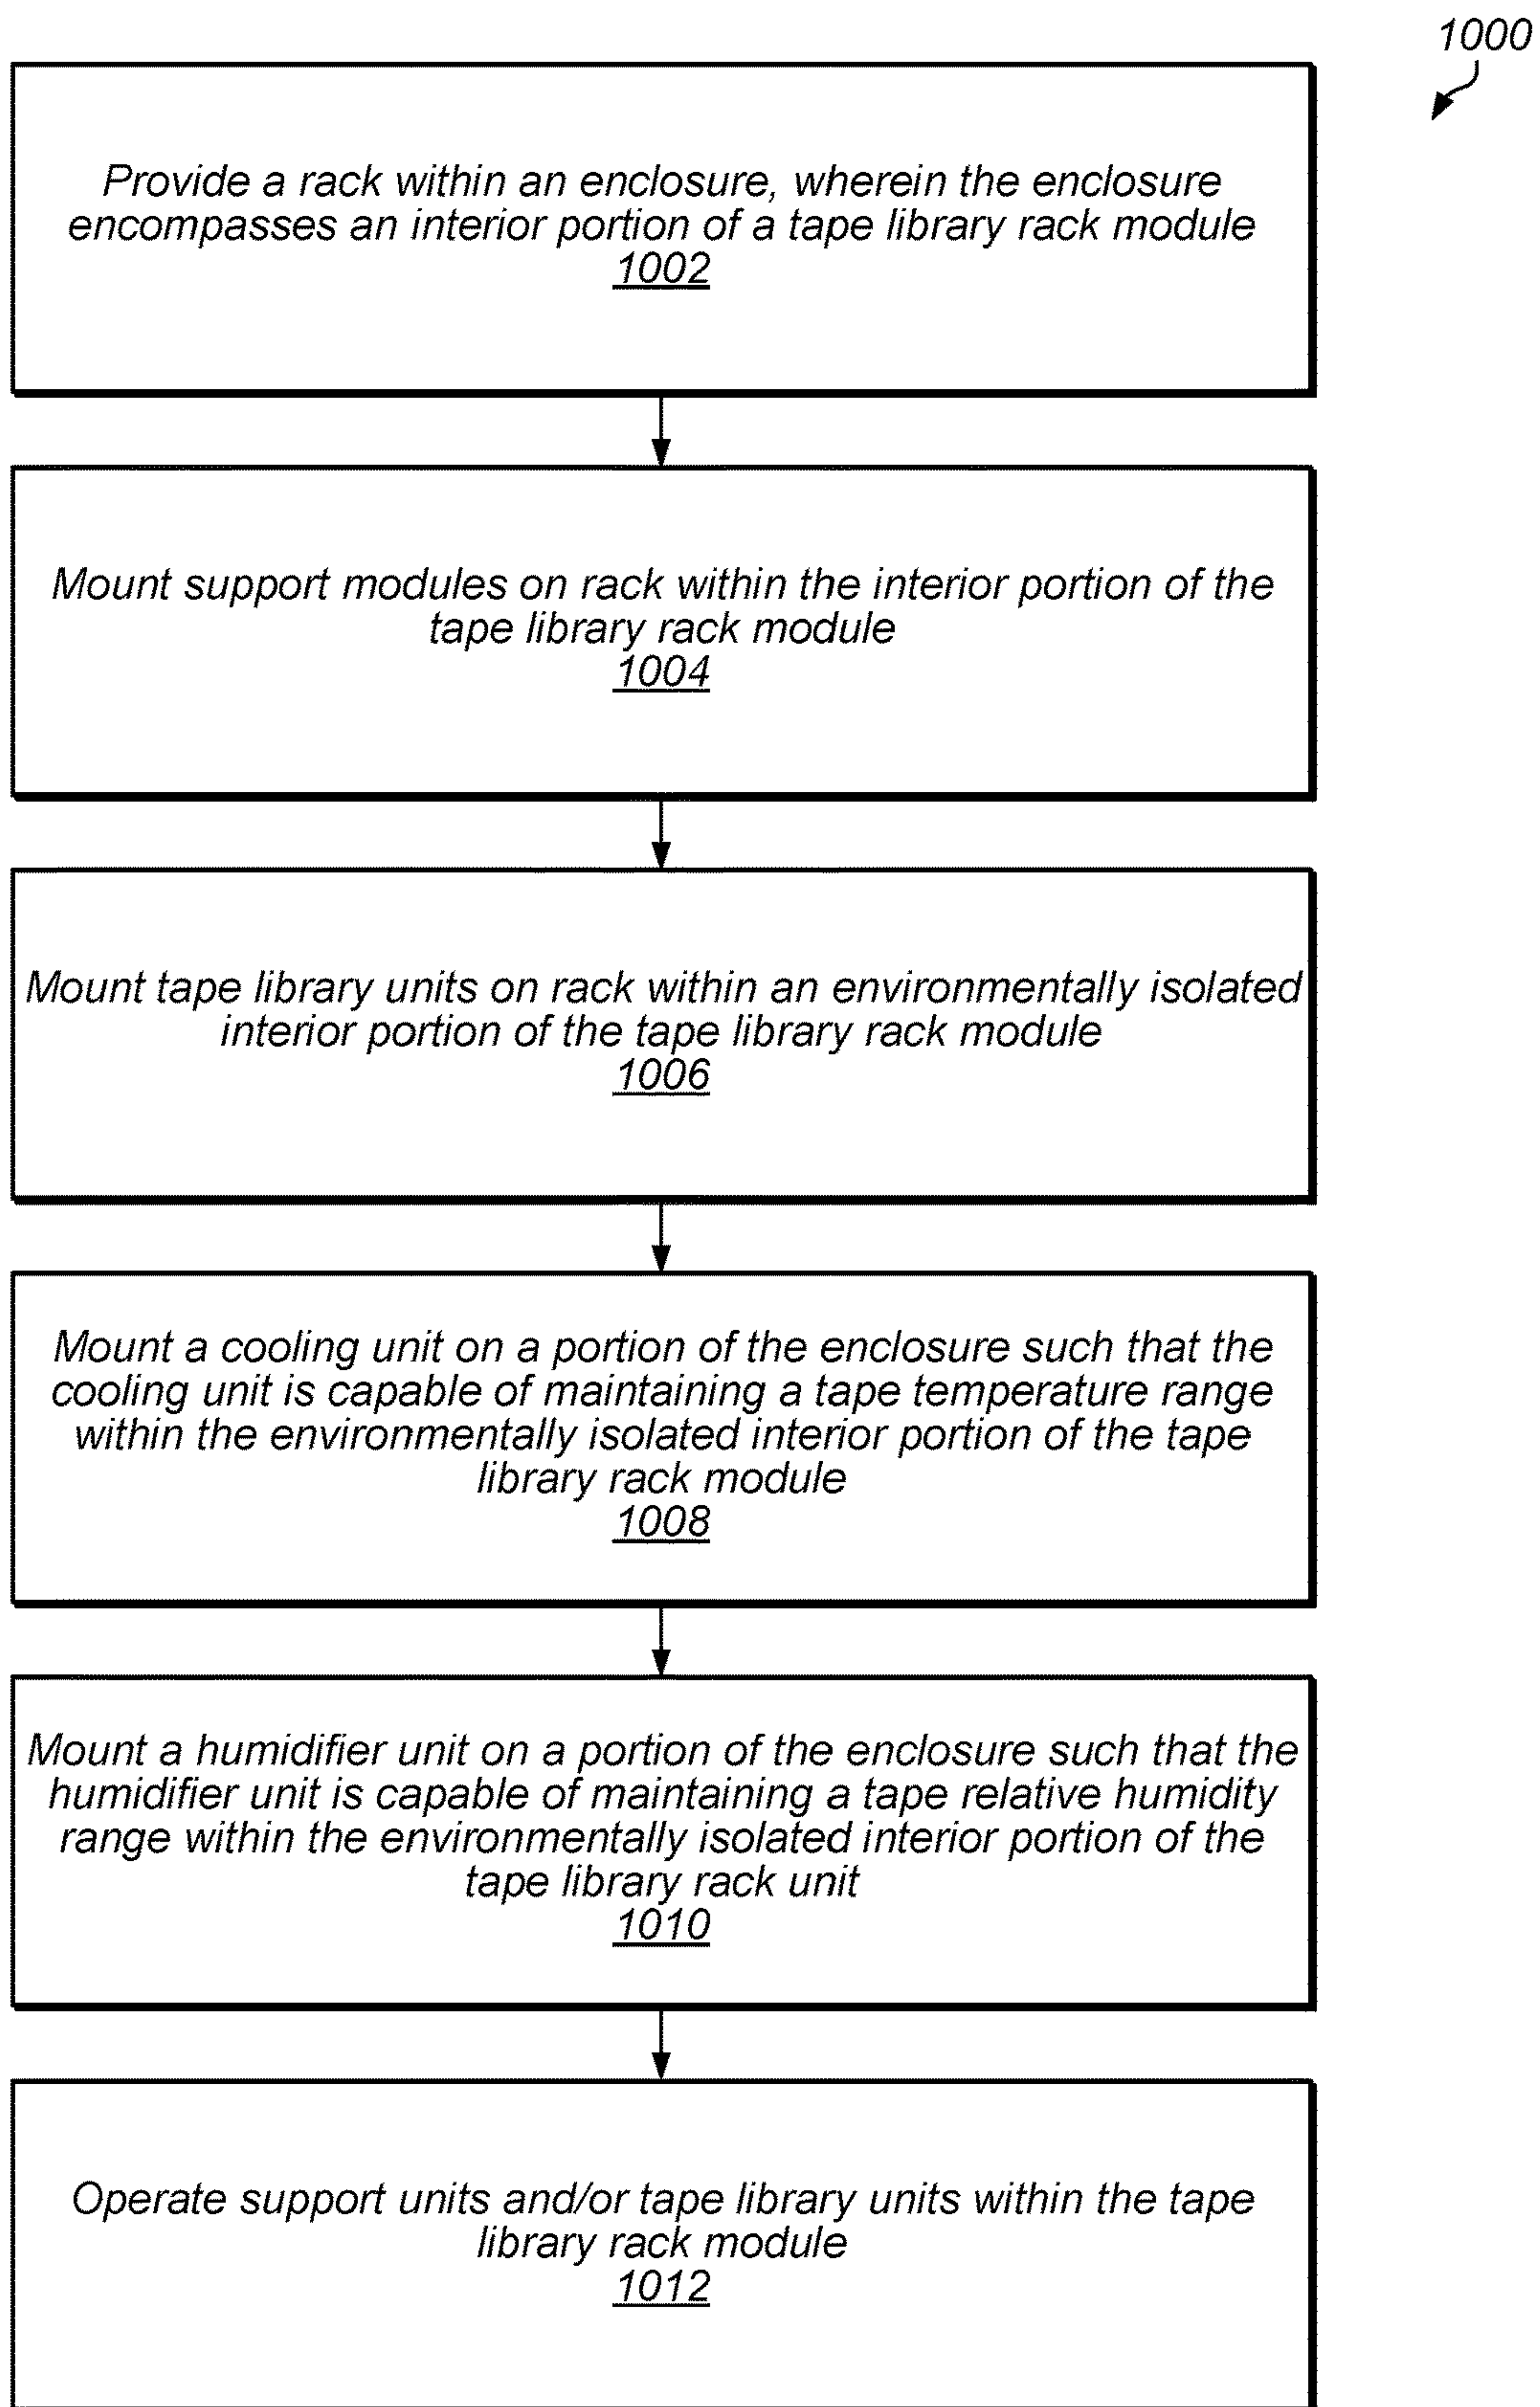 1000
Provide a rack within an enclosure, wherein the enclosure
encompasses an interior portion of a tape library rack module
1002
Mount support modules on rack within the interior portion of the
tape library rack module
1004
Mount tape library units on rack within an environmentally isolated
interior portion of the tape library rack module
1006
Mount a cooling unit on a portion of the enclosure such that the
cooling unit is capable of maintaining a tape temperature range
within the environmentally isolated interior portion of the tape
library rack module
1008
Mount a humidifier unit on a portion of the enclosure such that the
humidifier unit is capable of maintaining a tape relative humidity
range within the environmentally isolated interior portion of the
tape library rack unit
1010
Operate support units and/or tape library units within the tape
library rack module
1012